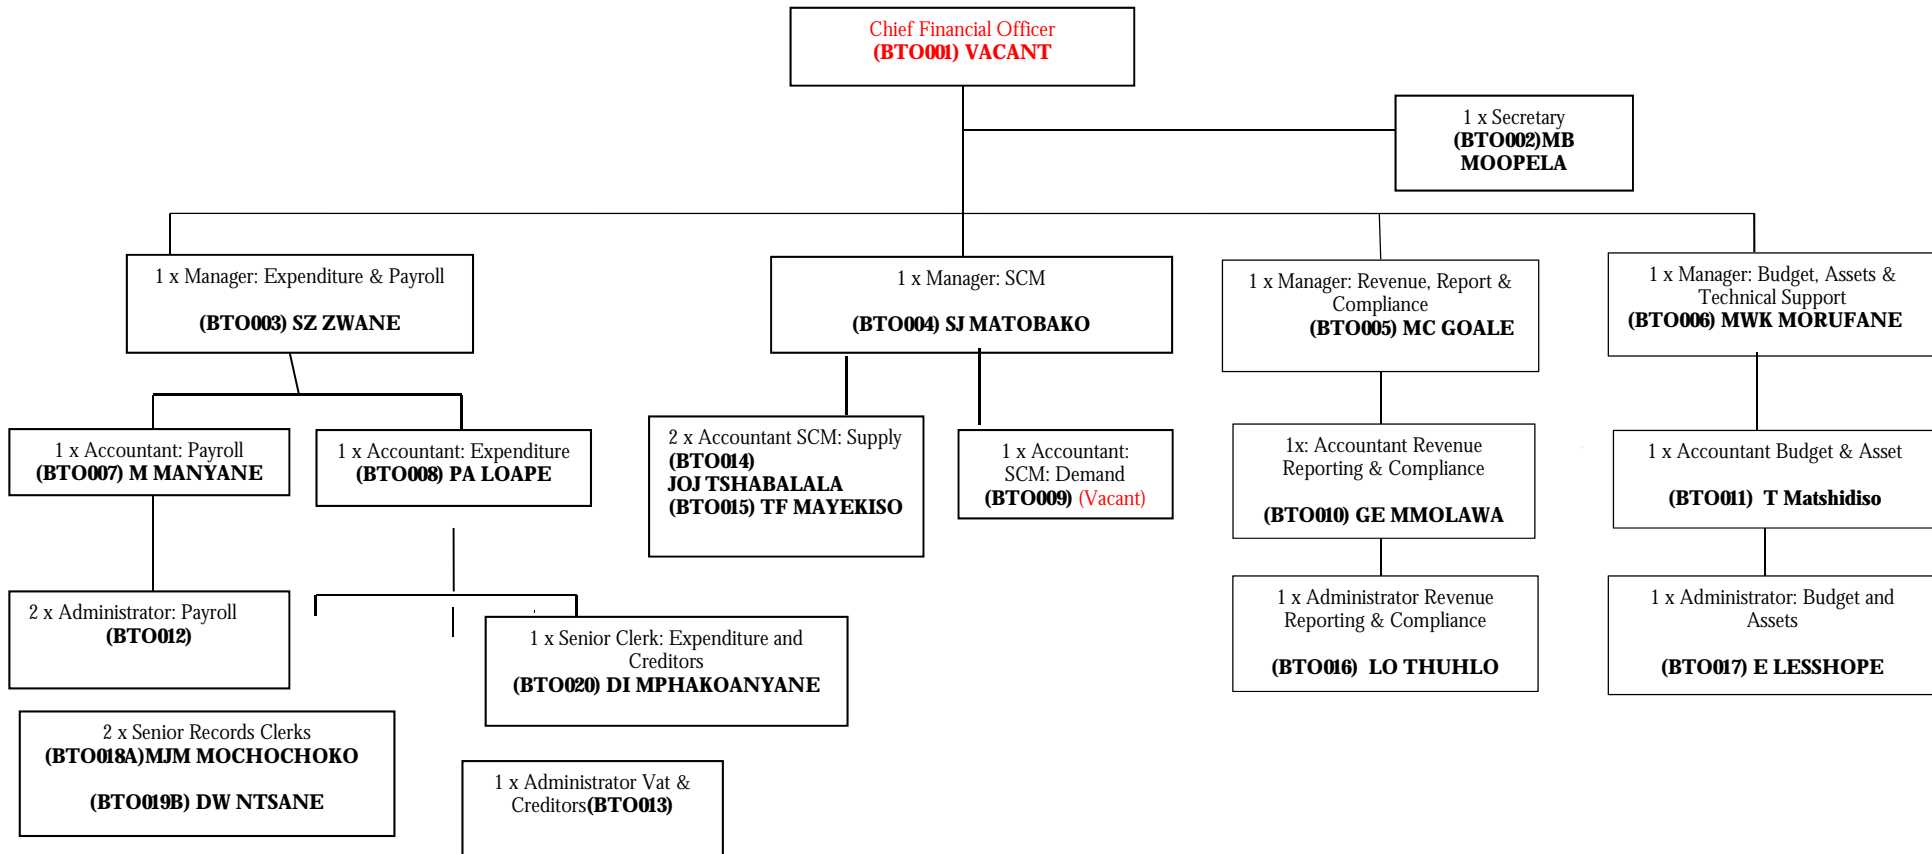 Chief Financial Officer
(BTO001) VACANT
1 x Secretary
(BTO002)MB
MOOPELA
1 x Manager: Expenditure & Payroll
(BTO003) SZ ZWANE
1 x Manager: SCM
(BTO004) SJ MATOBAKO
1 x Manager: Revenue, Report &
Compliance
(BTO005) MC GOALE
1 x Manager: Budget, Assets &
Technical Support
(BTO006) MWK MORUFANE
1 x Accountant: Payroll
(BTO007) M MANYANE
1 x Accountant: Expenditure
(BTO008) PA LOAPE
2 x Accountant SCM: Supply
(BTO014)
JOJ TSHABALALA
(BTO015) TF MAYEKISO
1 x Accountant:
SCM: Demand
(BTO009) (Vacant)
1x: Accountant Revenue
Reporting & Compliance
(BTO010) GE MMOLAWA
1 x Accountant Budget & Asset
(BTO011) T Matshidiso
2 x Administrator: Payroll
(BTO012)
1 x Senior Clerk: Expenditure and
Creditors
(BTO020) DI MPHAKOANYANE
1 x Administrator Revenue
Reporting & Compliance
(BTO016) LO THUHLO
1 x Administrator: Budget and
Assets
(BTO017) E LESSHOPE
2 x Senior Records Clerks
(BTO018A)MJM MOCHOCHOKO
(BTO019B) DW NTSANE
1 x Administrator Vat &
Creditors(BTO013)